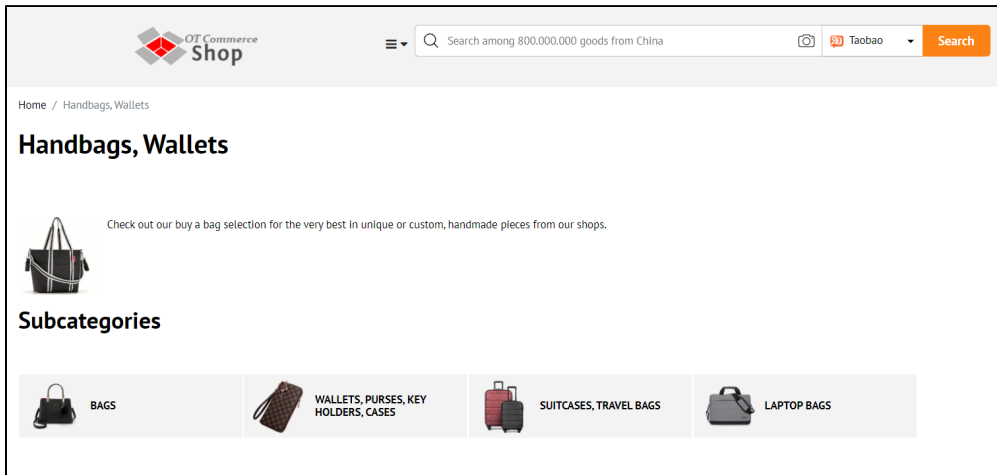 OT Commerce
Shop
Search among 800.000.000 goods from China
Taobao
Search
Home / Handbags, Wallets
Handbags, Wallets
Check out our buy a bag selection for the very best in unique or custom, handmade pieces from our shops.
Subcategories
BAGS
WALLETS, PURSES, KEY
HOLDERS, CASES
SUITCASES, TRAVEL BAGS
LAPTOP BAGS